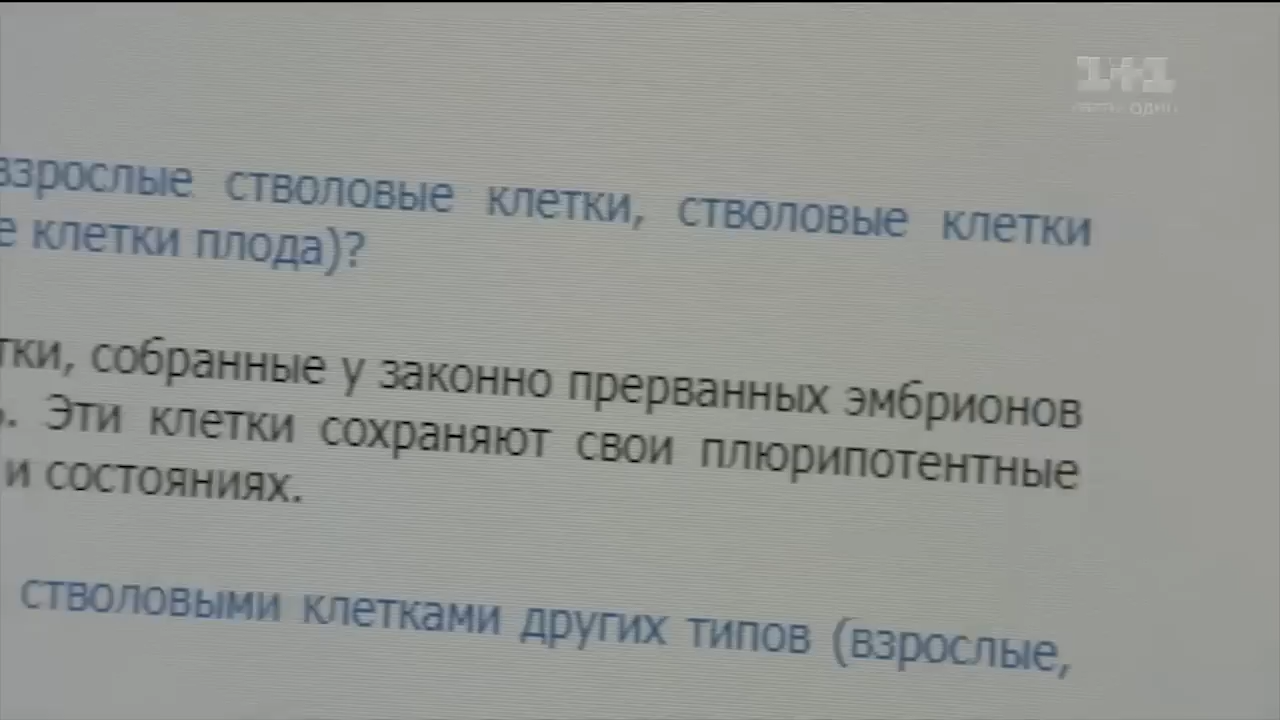 1+1
взрослые стволовые клетки, стволовые клетки
е клетки плода)?
тки, собранные у законно прерванных эмбрионов
Эти клетки сохраняют свои плюрипотентные
и состояниях.
стволовыми клетками других типов (взрослые,